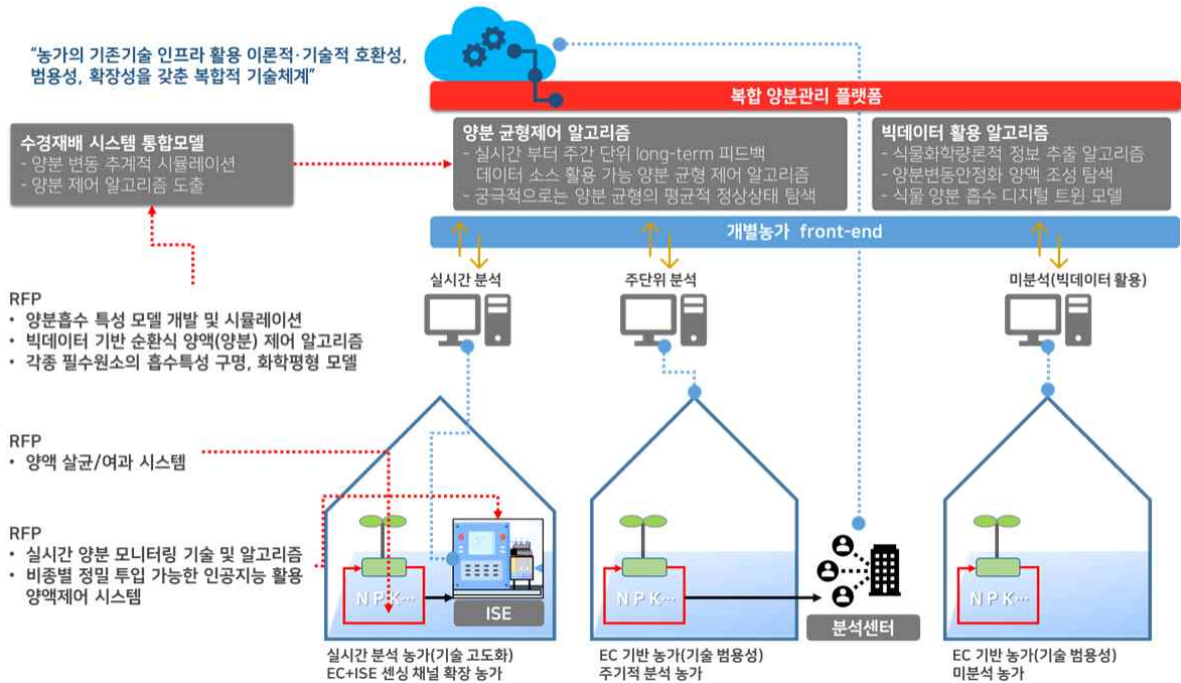 “농가의 기존기술 인프라 활용 이론적·기술적 호환성,
범용성, 확장성을 갖춘 복합적 기술체계”
복합 양분관리 플랫폼
수경재배 시스템 통합모델
- 양분 변동 추계적 시뮬레이션
- 양분 제어 알고리즘 도출
양분 균형제어 알고리즘
- 실시간 부터 주간 단위 long-term 피드백
데이터 소스 활용 가능 양분 균형 제어 알고리즘
- 궁극적으로는 양분 균형의 평균적 정상상태 탐색
빅데이터 활용 알고리즘
- 식물화학량론적 정보 추출 알고리즘
- 양분변동안정화 양액 조성 탐색
- 식물 양분 흡수 디지털 트윈 모델
개별농가 front-end
실시간 분석
주단위 분석
미분석(빅데이터 활용)
RFP
• 양분흡수 특성 모델 개발 및 시뮬레이션
• 빅데이터 기반 순환식 양액(양분) 제어 알고리즘
• 각종 필수원소의 흡수특성 구명, 화학평형 모델
RFP
• 양액 살균/여과 시스템
RFP
• 실시간 양분 모니터링 기술 및 알고리즘
• 비종별 정밀 투입 가능한 인공지능 활용
양액제어 시스템
N P K…
ISE
N P K…
분석센터
N P K…
실시간 분석 농가(기술 고도화)
EC+ISE 센싱 채널 확장 농가
EC 기반 농가(기술 범용성)
주기적 분석 농가
EC 기반 농가(기술 범용성)
미분석 농가